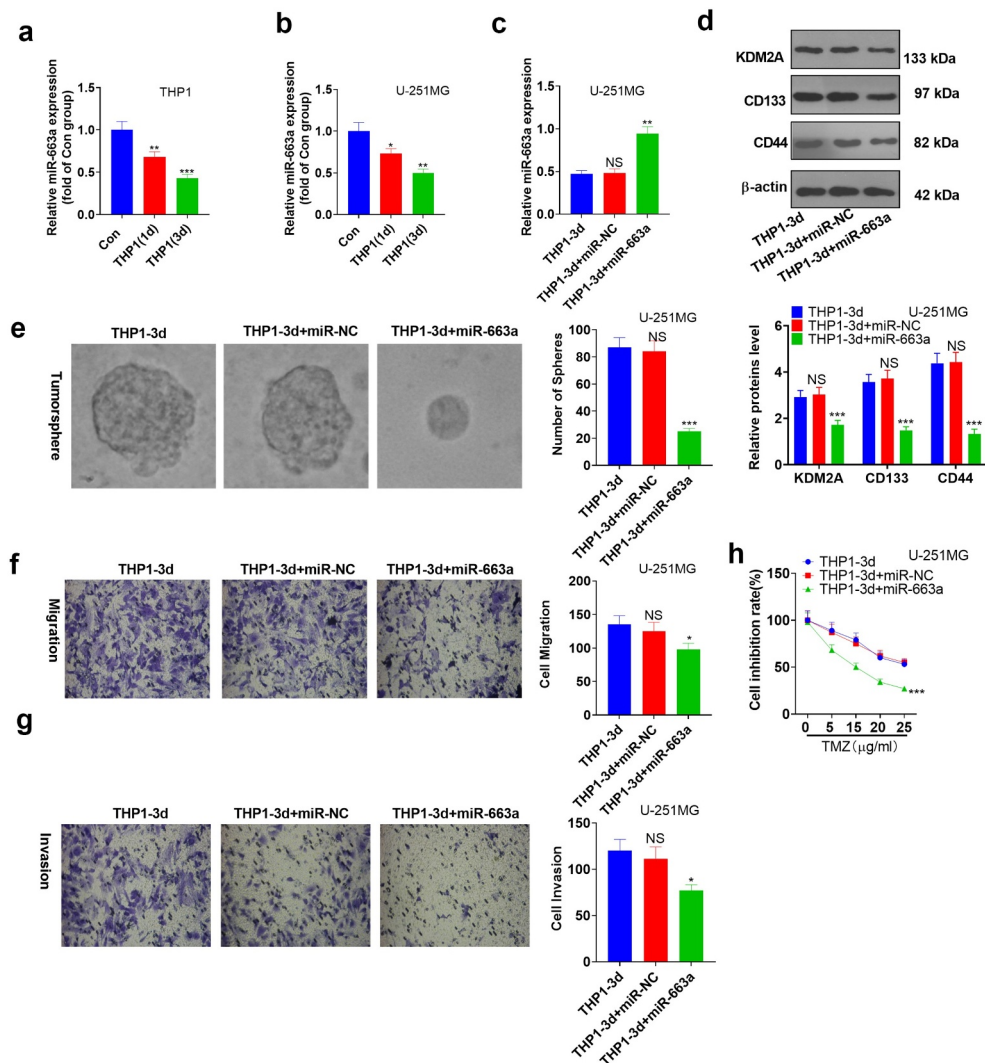 a
THP1
Relative miR-663a expression
(fold of Con group)
1.5
1.0
0.5
0.0
**
***
Con
THP1(1d)
THP1(3d)
b
U-251MG
Relative miR-663a expression
(fold of Con group)
1.5
1.0
0.5
0.0
*
**
Con
THP1(1d)
THP1(3d)
c
U-251MG
Relative miR-663a expression
1.5
1.0
0.5
0.0
NS
**
THP1-3d
THP1-3d+miR-NC
THP1-3d+miR-663a
d
KDM2A
133 kDa
CD133
97 kDa
CD44
82 kDa
β-actin
42 kDa
THP1-3d
THP1-3d+miR-NC
THP1-3d+miR-663a
THP1-3d
U-251MG
THP1-3d+miR-NC
THP1-3d+miR-663a
Relative proteins level
6
4
2
0
NS
***
NS
***
NS
***
KDM2A
CD133
CD44
e
THP1-3d
THP1-3d+miR-NC
THP1-3d+miR-663a
Tumorsphere
U-251MG
Number of Spheres
100
80
60
40
20
0
NS
***
THP1-3d
THP1-3d+miR-NC
THP1-3d+miR-663a
f
THP1-3d
THP1-3d+miR-NC
THP1-3d+miR-663a
Migration
U-251MG
Cell Migration
200
150
100
50
0
NS
*
THP1-3d
THP1-3d+miR-NC
THP1-3d+miR-663a
g
THP1-3d
THP1-3d+miR-NC
THP1-3d+miR-663a
Invasion
U-251MG
Cell Invasion
150
100
50
0
NS
*
THP1-3d
THP1-3d+miR-NC
THP1-3d+miR-663a
h
THP1-3d
U-251MG
THP1-3d+miR-NC
THP1-3d+miR-663a
Cell inhibition rate(%)
150
100
50
0
***
0 5 15 20 25
TMZ(μg/ml)